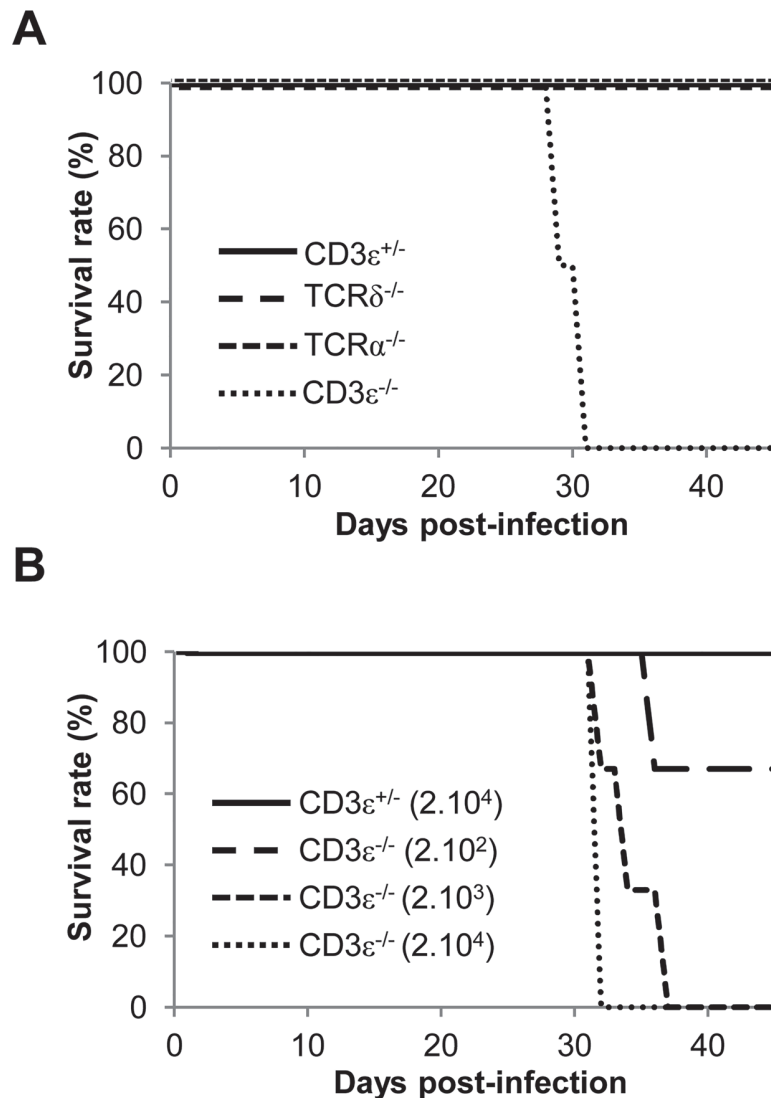 A
Survival rate (%)
100
80
60
40
20
0
CD3ε+/-
TCRδ-/-
TCRα-/-
CD3ε-/-
0 10 20 30 40
Days post-infection
B
Survival rate (%)
100
80
60
40
20
0
CD3ε+/- (2.10⁴)
CD3ε-/- (2.10²)
CD3ε-/- (2.10³)
CD3ε-/- (2.10⁴)
0 10 20 30 40
Days post-infection